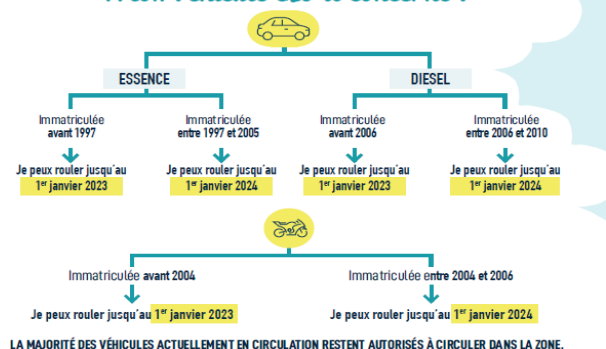 ESSENCE
DIESEL
Immatriculée
avant 1997
Immatriculée
entre 1997 et 2005
Immatriculée
avant 2006
Immatriculée
entre 2006 et 2010
Je peux rouler jusqu'au
1er janvier 2023
Je peux rouler jusqu'au
1er janvier 2024
Je peux rouler jusqu'au
1er janvier 2023
Je peux rouler jusqu'au
1er janvier 2024
Immatriculée avant 2004
Immatriculée entre 2004 et 2006
Je peux rouler jusqu'au 1er janvier 2023
Je peux rouler jusqu'au 1er janvier 2024
LA MAJORITÉ DES VÉHICULES ACTUELLEMENT EN CIRCULATION RESTENT AUTORISÉS À CIRCULER DANS LA ZONE.